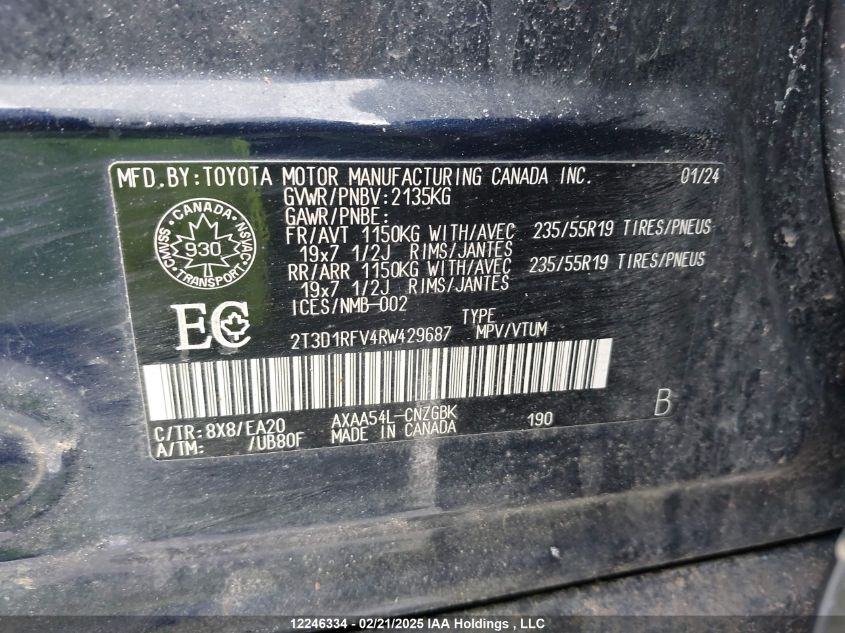 MFD.BY:TOYOTA MOTOR MANUFACTURING CANADA INC. 01/24
GVWR/PNBV:2135KG
GAWR/PNBE:
FR/AVT 1150KG WITH/AVEC 235/55R19 TIRES/PNEUS
19x7 1/2J RIMS/JANTES
RR/ARR 1150KG WITH/AVEC 235/55R19 TIRES/PNEUS
19x7 1/2J RIMS/JANTES
ICES/NMB-002
CANADA
CMVSS NSVAC
930
TRANSPORT
EC
TYPE
2T3D1RFV4RW429687 MPV/VTUM
C/TR:8X8/EA20 AXAA54L-CNZGBK 190 B
A/TM: /UB80F MADE IN CANADA
12246334 - 02/21/2025 IAA Holdings , LLC